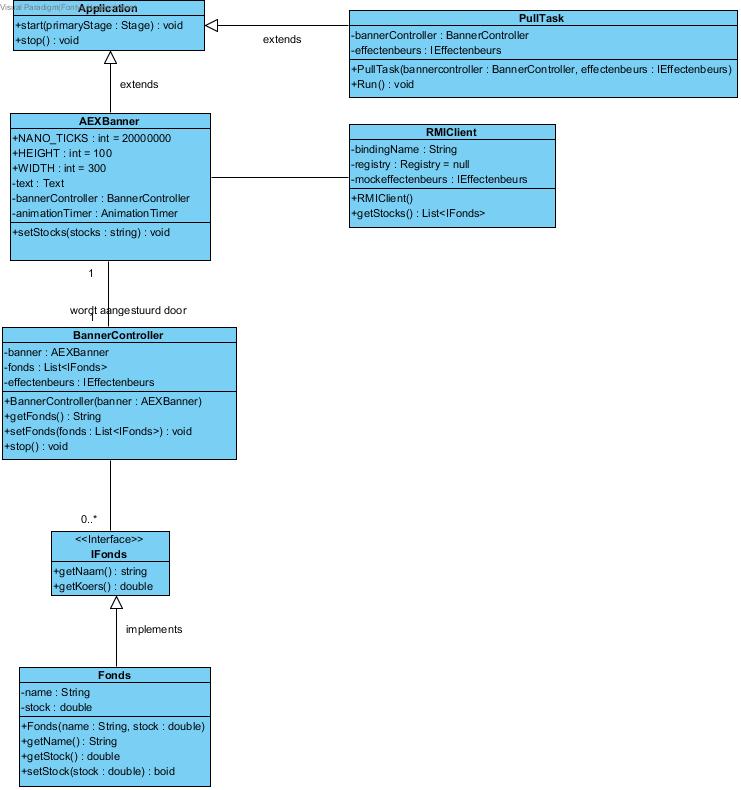 Application
+start(primaryStage : Stage) : void
+stop() : void
extends
PullTask
-bannerController : BannerController
-effectenbeurs : IEffectenbeurs
+PullTask(bannercontroller : BannerController, effectenbeurs : IEffectenbeurs)
+Run() : void
extends
AEXBanner
+NANO_TICKS : int = 20000000
+HEIGHT : int = 100
+WIDTH : int = 300
-text : Text
-bannerController : BannerController
-animationTimer : AnimationTimer
+setStocks(stocks : string) : void
RMIClient
-bindingName : String
-registry : Registry = null
-mockeffectenbeurs : IEffectenbeurs
+RMIClient()
+getStocks() : List<IFonds>
1
wordt aangestuurd door
BannerController
-banner : AEXBanner
-fonds : List<IFonds>
-effectenbeurs : IEffectenbeurs
+BannerController(banner : AEXBanner)
+getFonds() : String
+setFonds(fonds : List<IFonds>) : void
+stop() : void
0..*
<<Interface>>
IFonds
+getNaam() : string
+getKoers() : double
implements
Fonds
-name : String
-stock : double
+Fonds(name : String, stock : double)
+getName() : String
+getStock() : double
+setStock(stock : double) : boid